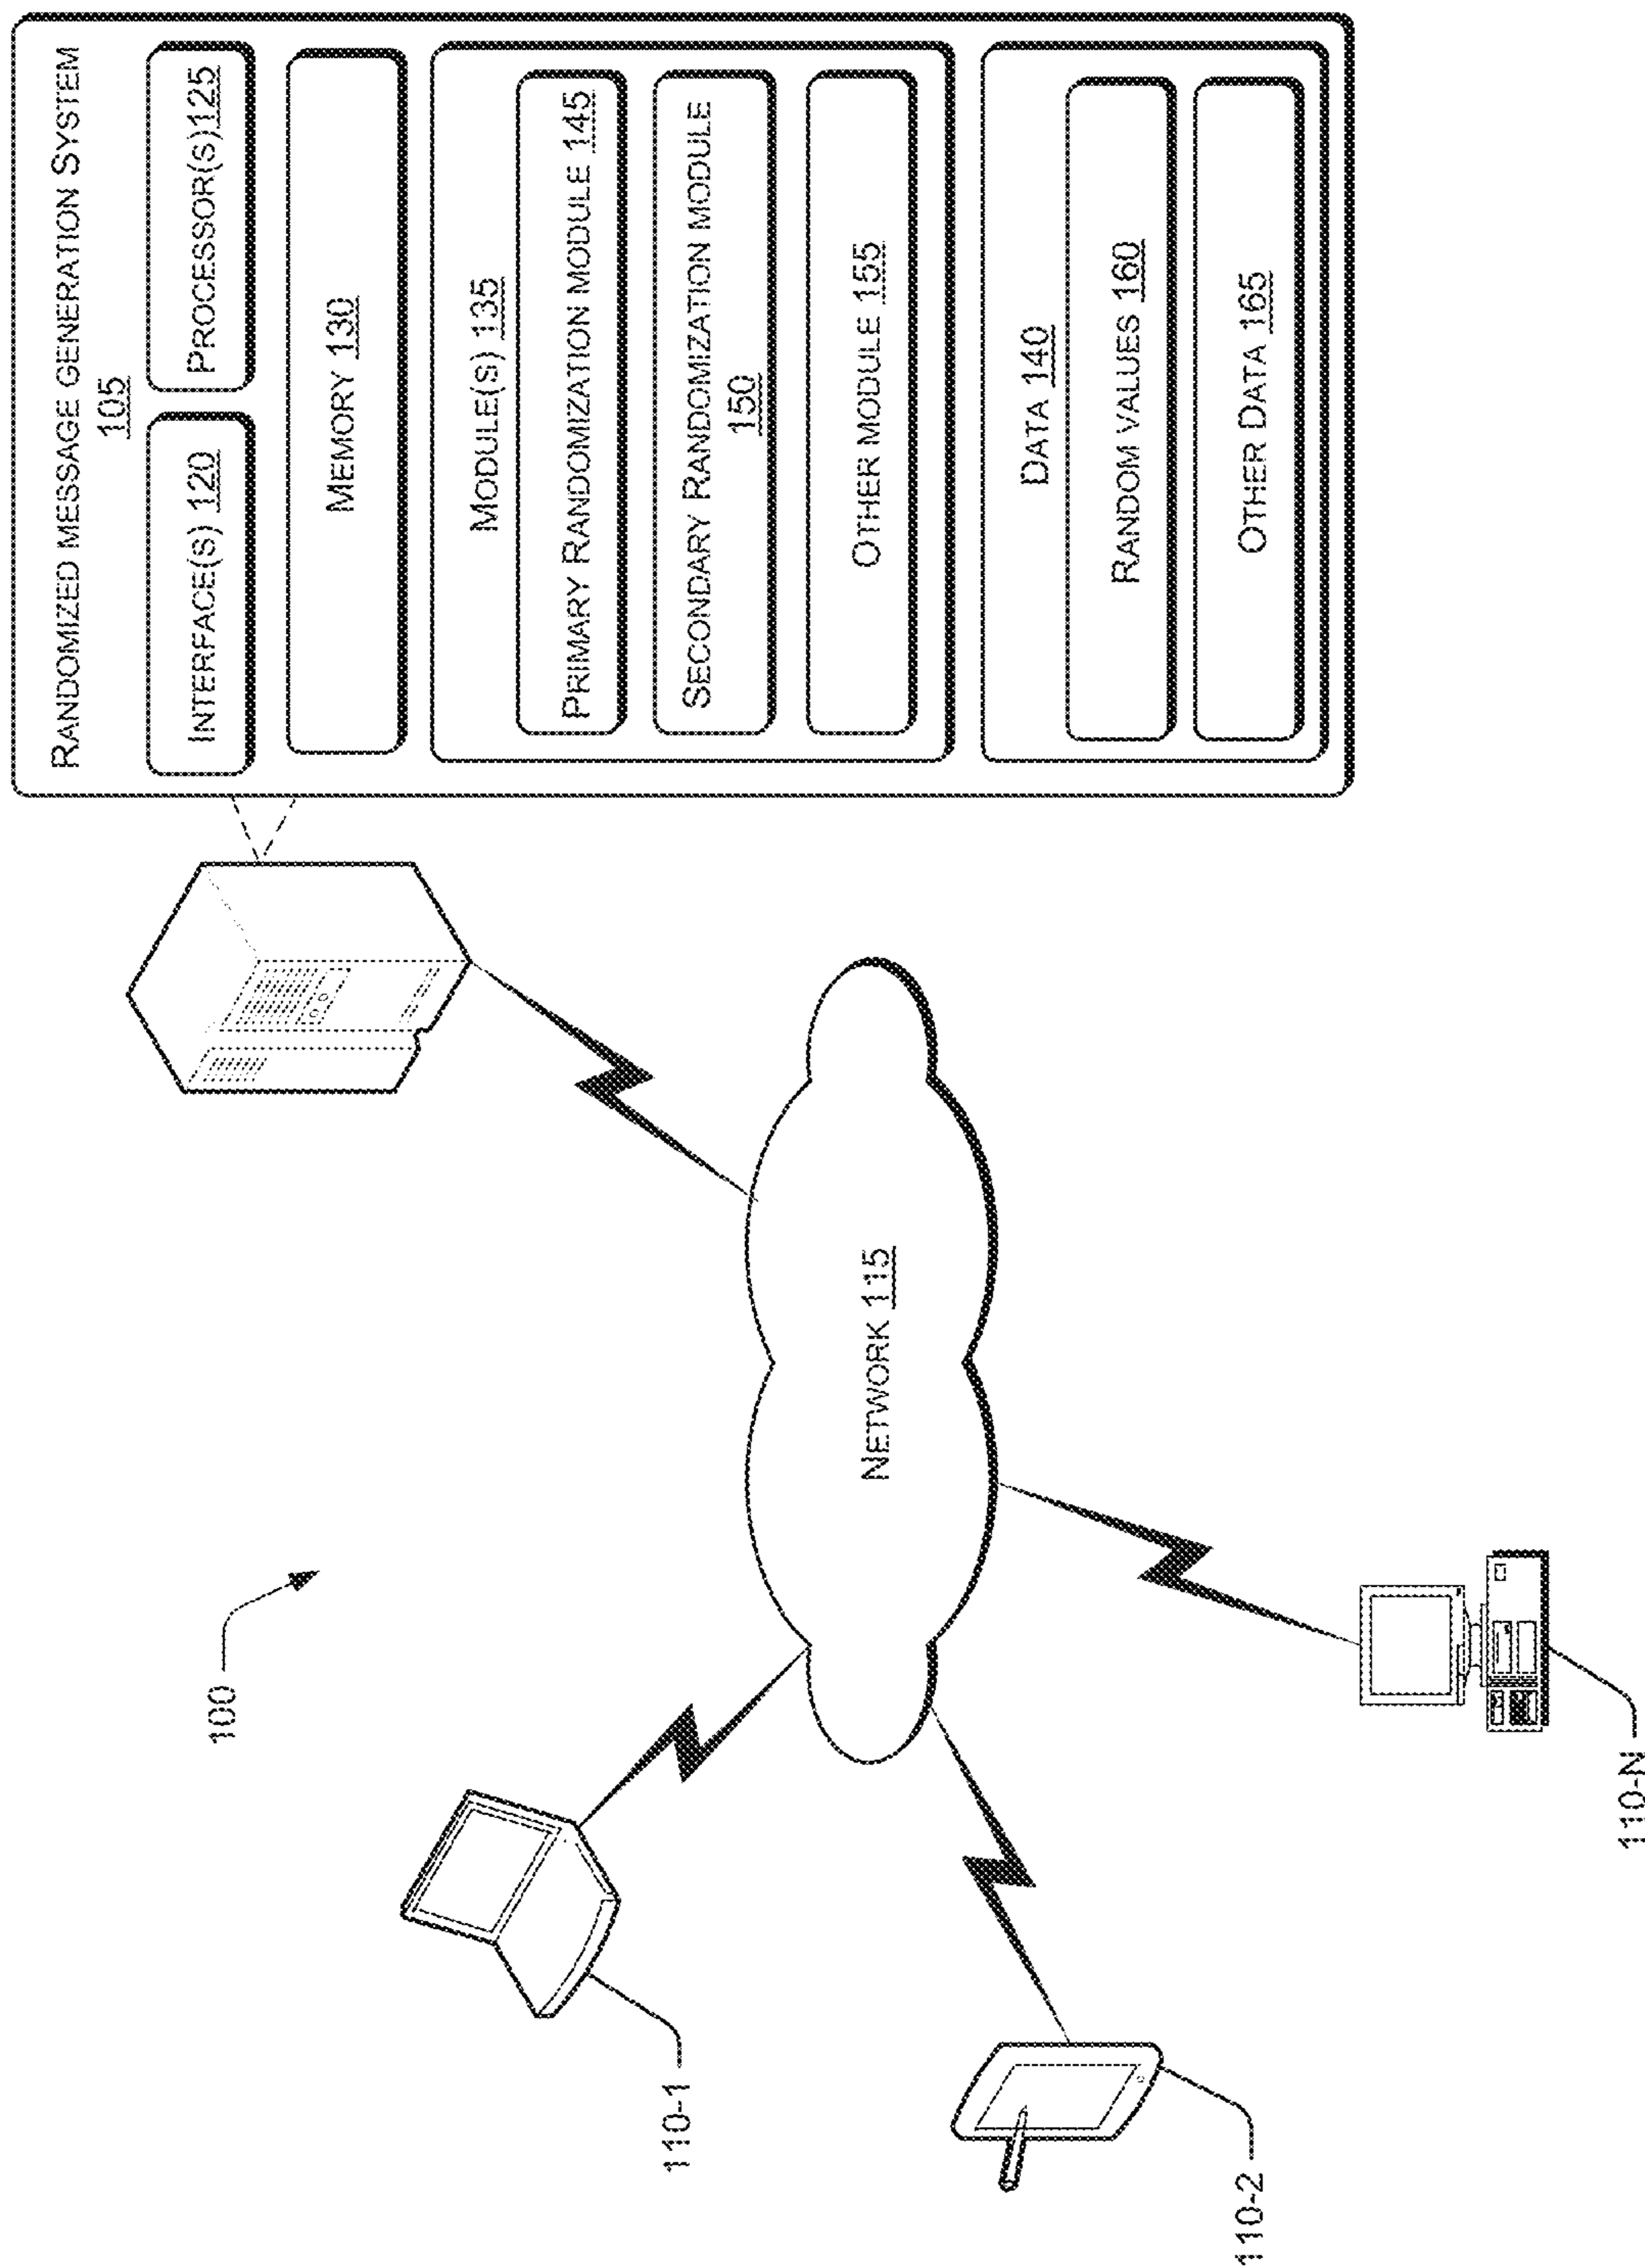 100
RANDOMIZED MESSAGE GENERATION SYSTEM
105
INTERFACE(S) 120
PROCESSOR(S)125
MEMORY 130
MODULE(S) 135
PRIMARY RANDOMIZATION MODULE 145
SECONDARY RANDOMIZATION MODULE
150
OTHER MODULE 155
DATA 140
RANDOM VALUES 160
OTHER DATA 165
110-1
NETWORK 115
110-2
110-N